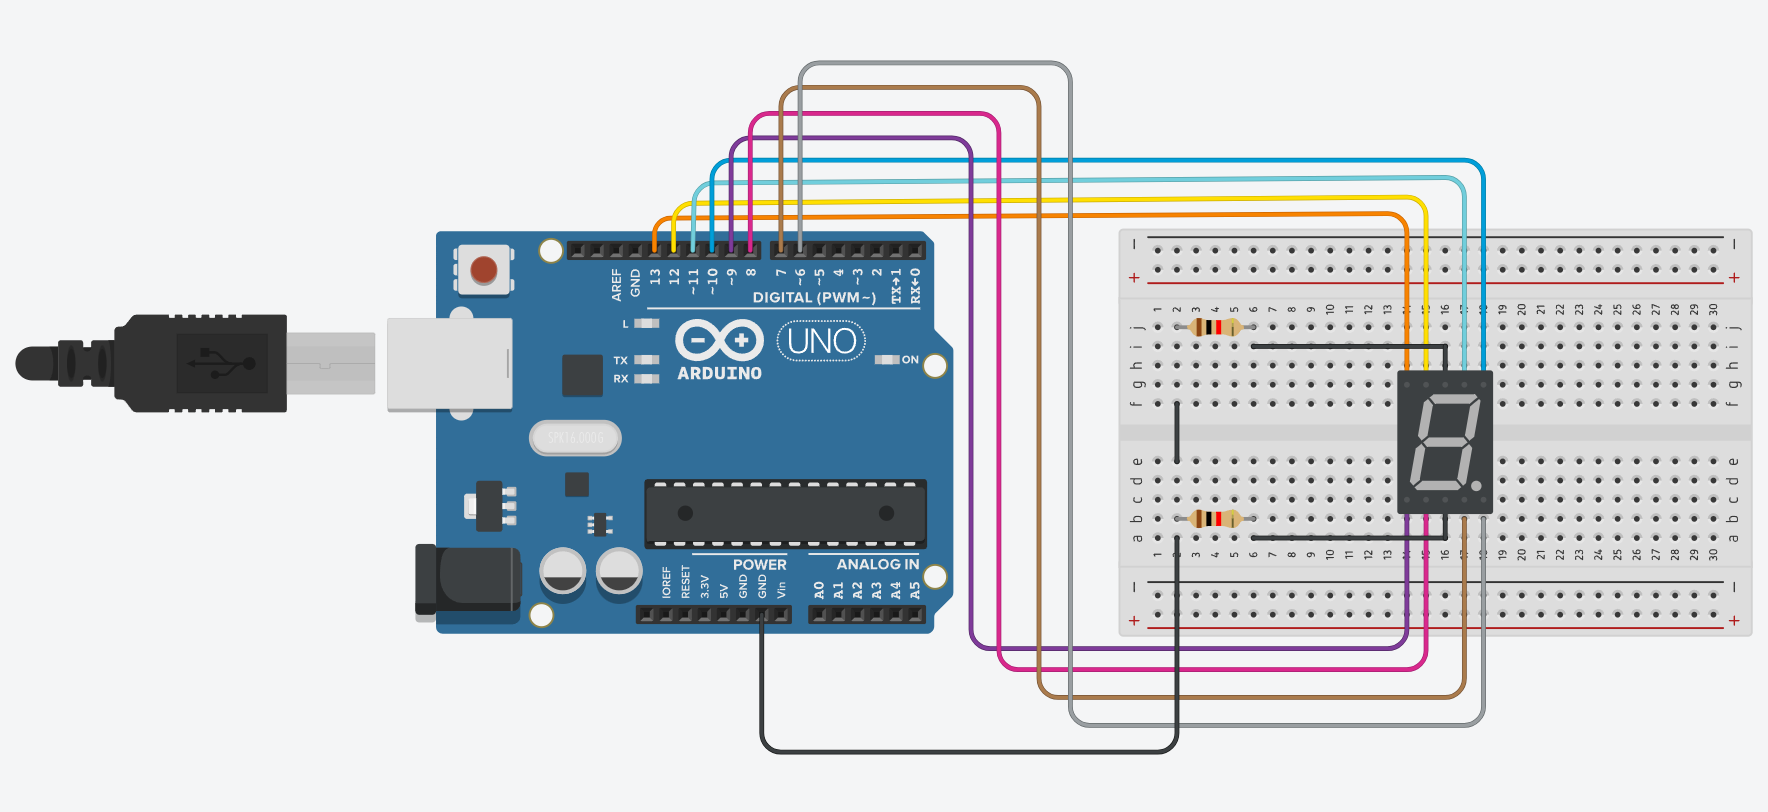 AREF GND 13 12 ~11 ~10 ~9 8 7 ~6 ~5 4 ~3 2 TX→1 RX←0
DIGITAL (PWM~)
L
TX
RX
ARDUINO
UNO
ON
SPK16.000G
POWER
ANALOG IN
IOREF RESET 3.3V 5V GND GND Vin A0 A1 A2 A3 A4 A5
− −
+ +
1 2 3 4 5 6 7 8 9 10 11 12 13 14 15 16 17 18 19 20 21 22 23 24 25 26 27 28 29 30
j j
i i
h h
g g
f f
e e
d d
c c
b b
a a
1 2 3 4 5 6 7 8 9 10 11 12 13 14 15 16 17 18 19 20 21 22 23 24 25 26 27 28 29 30
− −
+ +